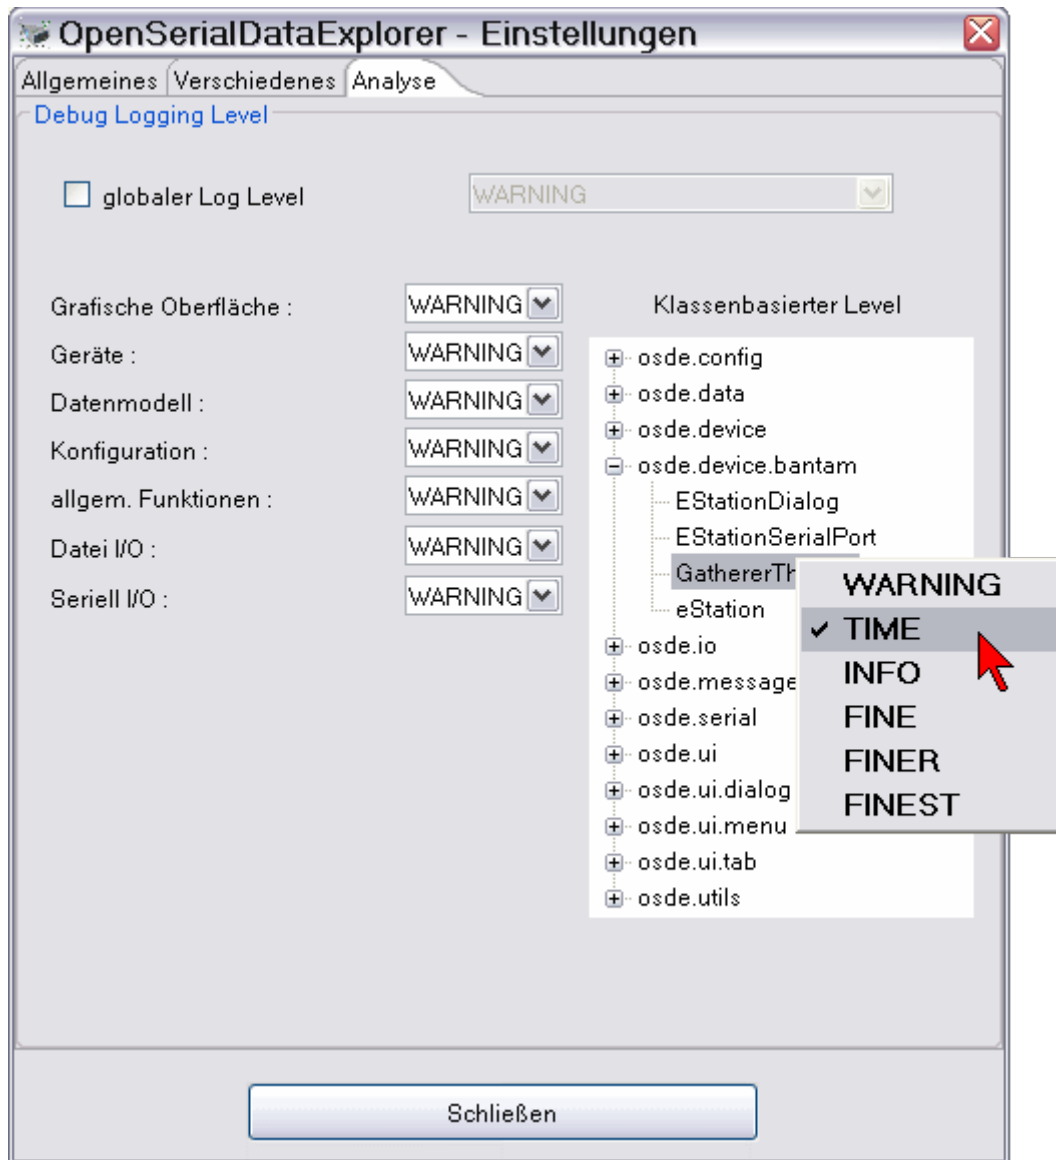 OpenSerialDataExplorer - Einstellungen
Allgemeines Verschiedenes Analyse
Debug Logging Level
globaler Log Level WARNING
Klassenbasierter Level
Grafische Oberfläche : WARNING
Geräte : WARNING
Datenmodell : WARNING
Konfiguration : WARNING
allgem. Funktionen : WARNING
Datei I/O : WARNING
Seriell I/O : WARNING
osde.config
osde.data
osde.device
osde.device.bantam
EStationDialog
EStationSerialPort
GathererTh
eStation
osde.io
osde.message
osde.serial
osde.ui
osde.ui.dialog
osde.ui.menu
osde.ui.tab
osde.utils
WARNING
✓ TIME
INFO
FINE
FINER
FINEST
Schließen